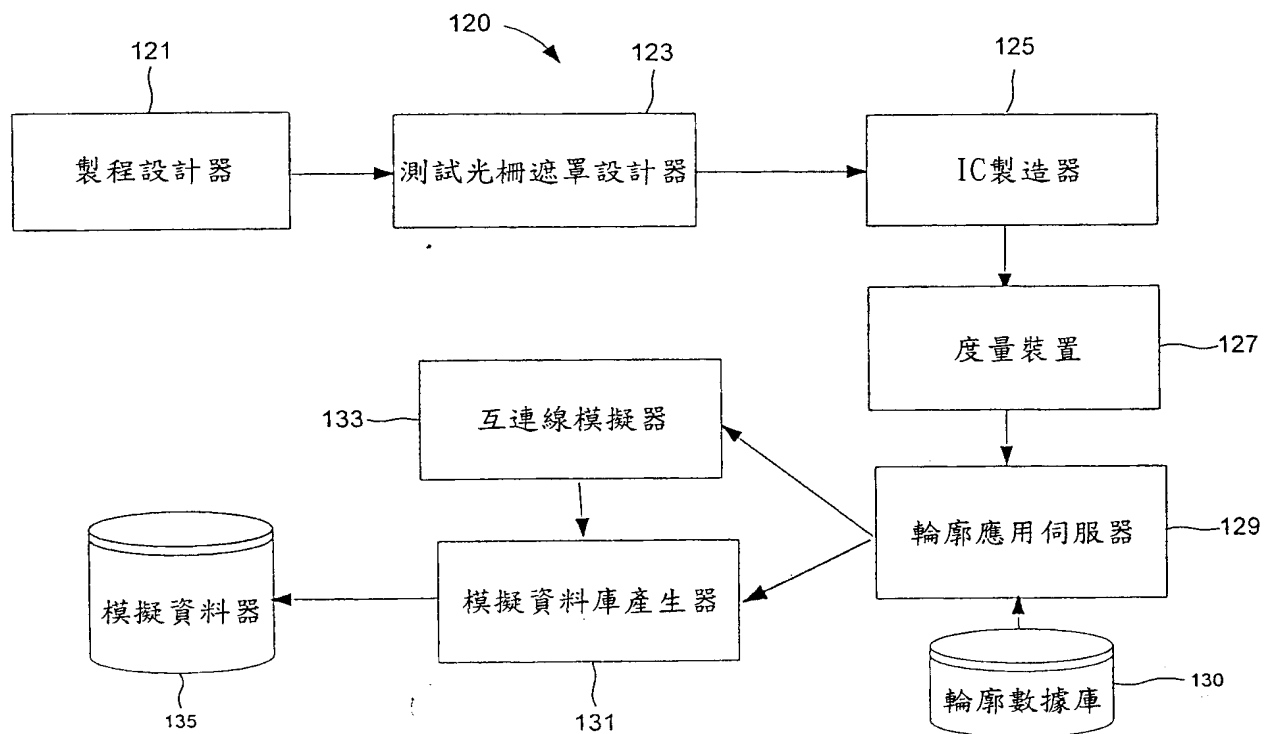 120
121
123
125
製程設計器
測試光柵遮罩設計器
IC製造器
度量裝置
127
133
互連線模擬器
輪廓應用伺服器
129
模擬資料器
模擬資料庫產生器
輪廓數據庫
130
135
131